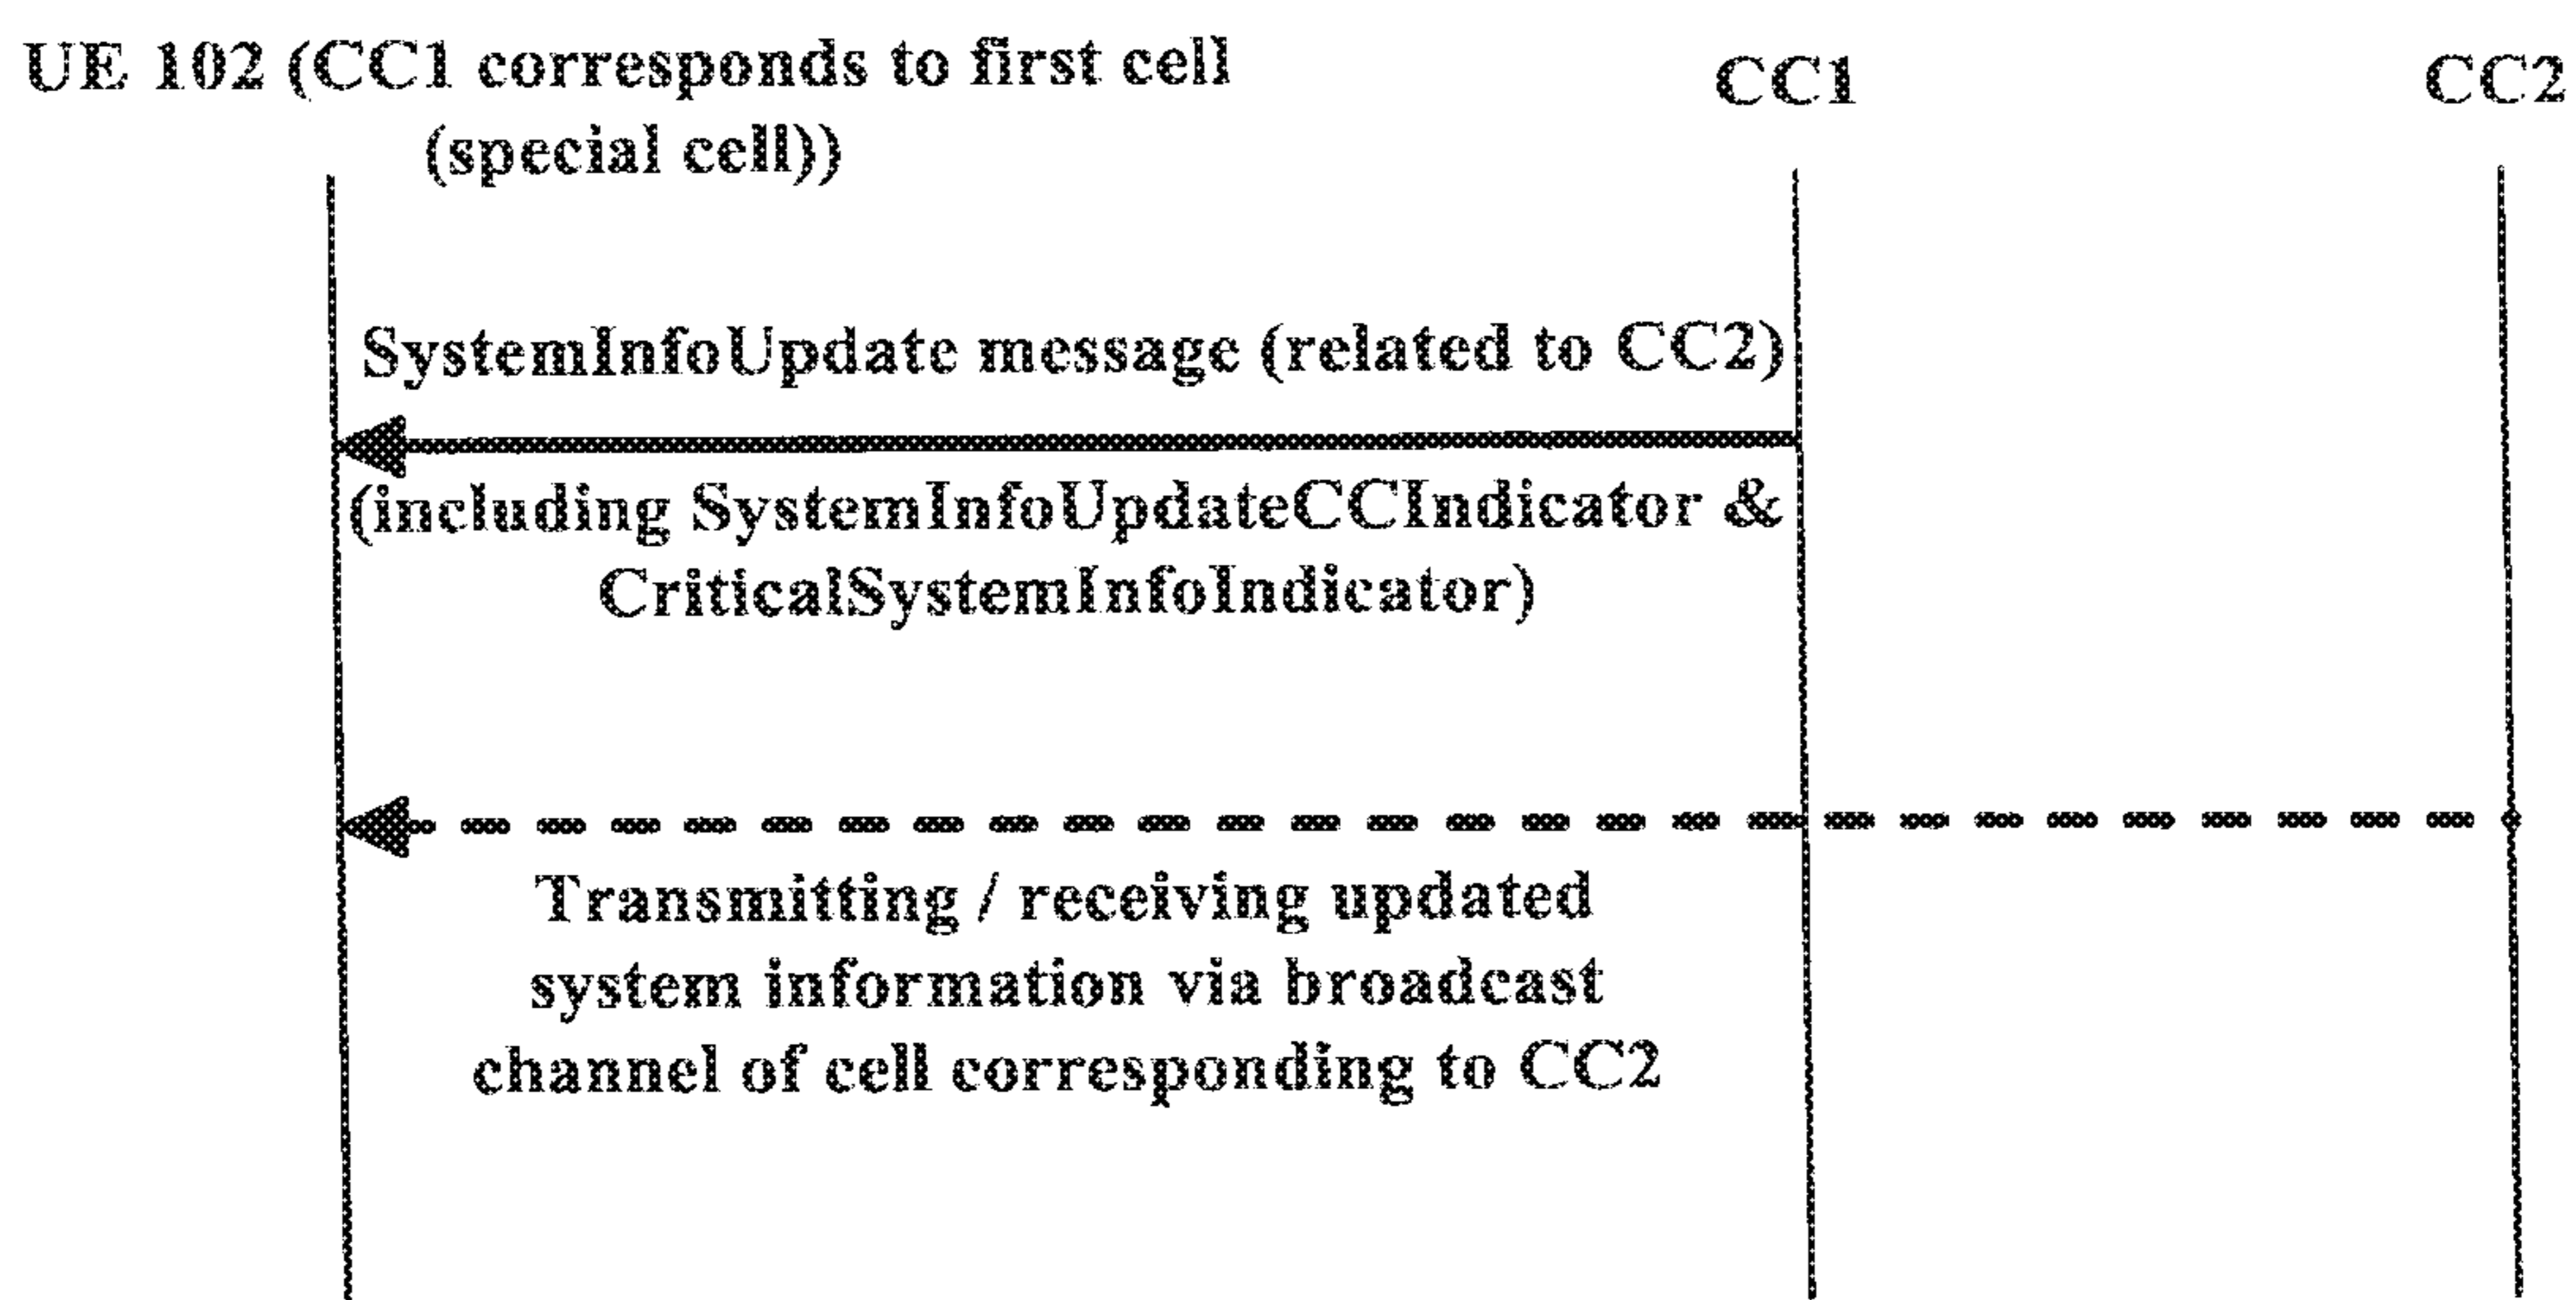 UE 102 (CC1 corresponds to first cell
(special cell))
CC1
CC2
SystemInfoUpdate message (related to CC2)
(including SystemInfoUpdateCCIndicator &
CriticalSystemInfoIndicator)
Transmitting / receiving updated
system information via broadcast
channel of cell corresponding to CC2